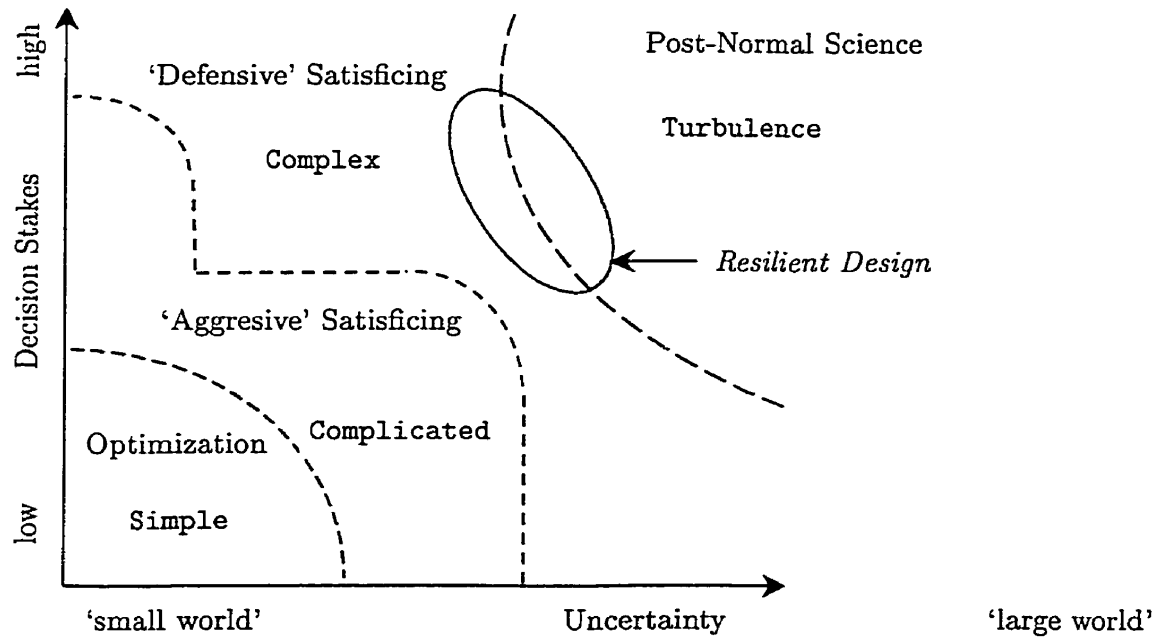 high
Decision Stakes
low
‘Defensive’ Satisficing
Complex
Post-Normal Science
Turbulence
Resilient Design
‘Aggresive’ Satisficing
Complicated
Optimization
Simple
‘small world’
Uncertainty
‘large world’